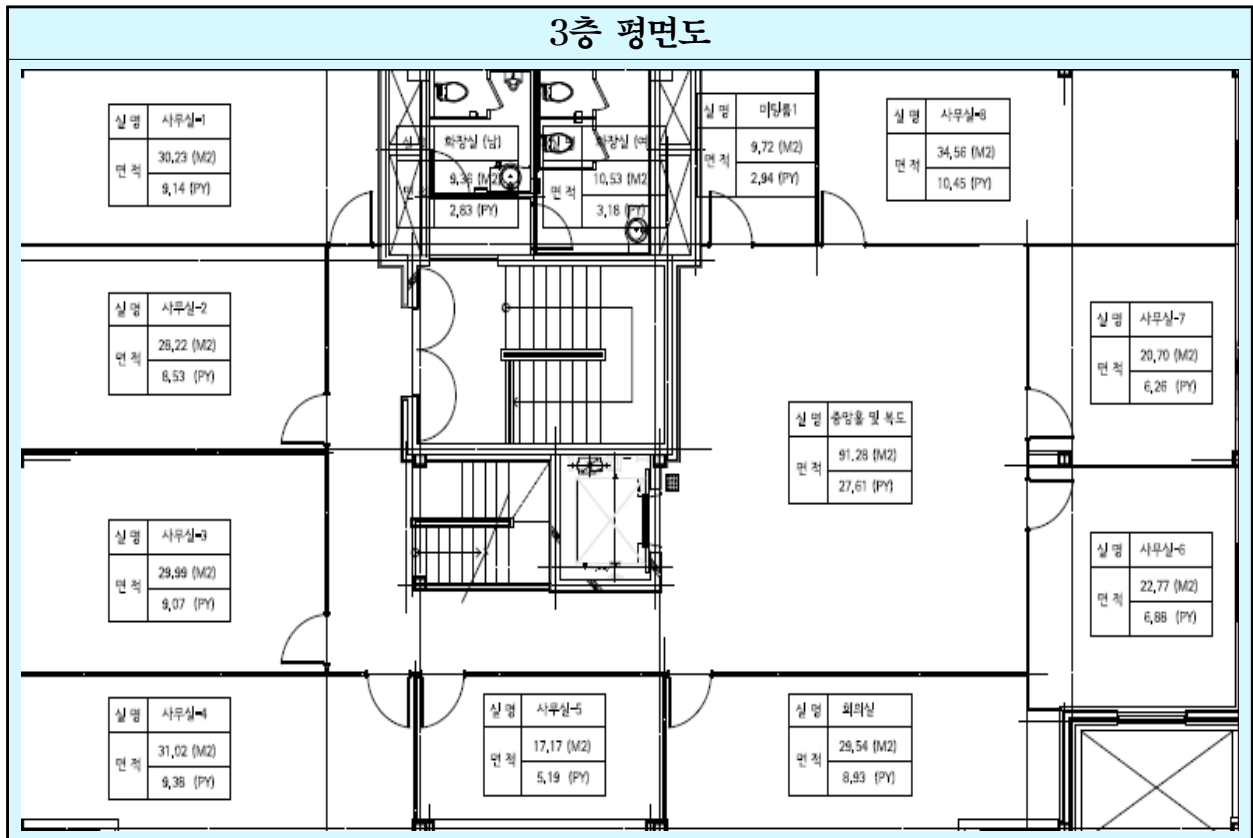 3층 평면도
실 명 사무실-1
면 적 30,23 (M2)
9,14 (PY)
실 화장실 (남)
면 9,36 (M2)
2,83 (PY)
화장실 (여
면 적 10,53 (M2
3,18 (PY)
실 명 미팅룸1
면 적 9,72 (M2)
2,94 (PY)
실 명 사무실-8
면 적 34,56 (M2)
10,45 (PY)
실 명 사무실-2
면 적 28,22 (M2)
8,53 (PY)
실 명 사무실-7
면 적 20,70 (M2)
6,26 (PY)
실 명 중앙홀 및 복도
면 적 91,28 (M2)
27,61 (PY)
실 명 사무실-3
면 적 29,99 (M2)
9,07 (PY)
실 명 사무실-6
면 적 22,77 (M2)
6,88 (PY)
실 명 사무실-4
면 적 31,02 (M2)
9,38 (PY)
실 명 사무실-5
면 적 17,17 (M2)
5,19 (PY)
실 명 회의실
면 적 29,54 (M2)
8,93 (PY)